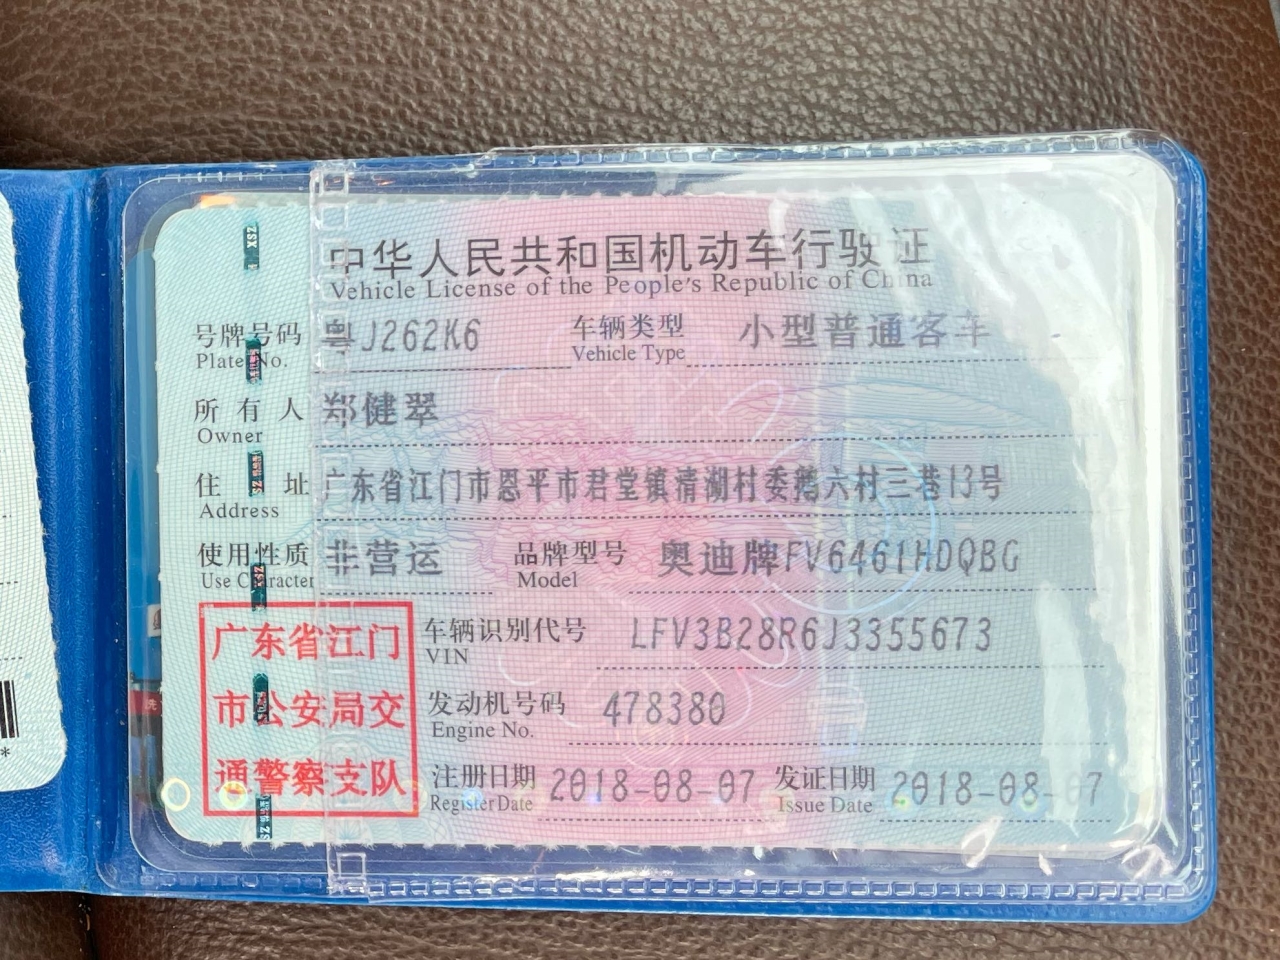 中华人民共和国机动车行驶证
Vehicle License of the People's Republic of China
号牌号码 粤J262K6 车辆类型 小型普通客车
Plate No. Vehicle Type
所有人 郑健翠
Owner
住址 广东省江门市恩平市君堂镇清湖村委鹅六村三巷13号
Address
使用性质 非营运 品牌型号 奥迪牌FV6461HDQBG
Use Character Model
广东省江门
市公安局交
通警察支队
车辆识别代号 LFV3B28R6J3355673
VIN
发动机号码 478380
Engine No.
注册日期 2018-08-07 发证日期 2018-08-07
Register Date Issue Date